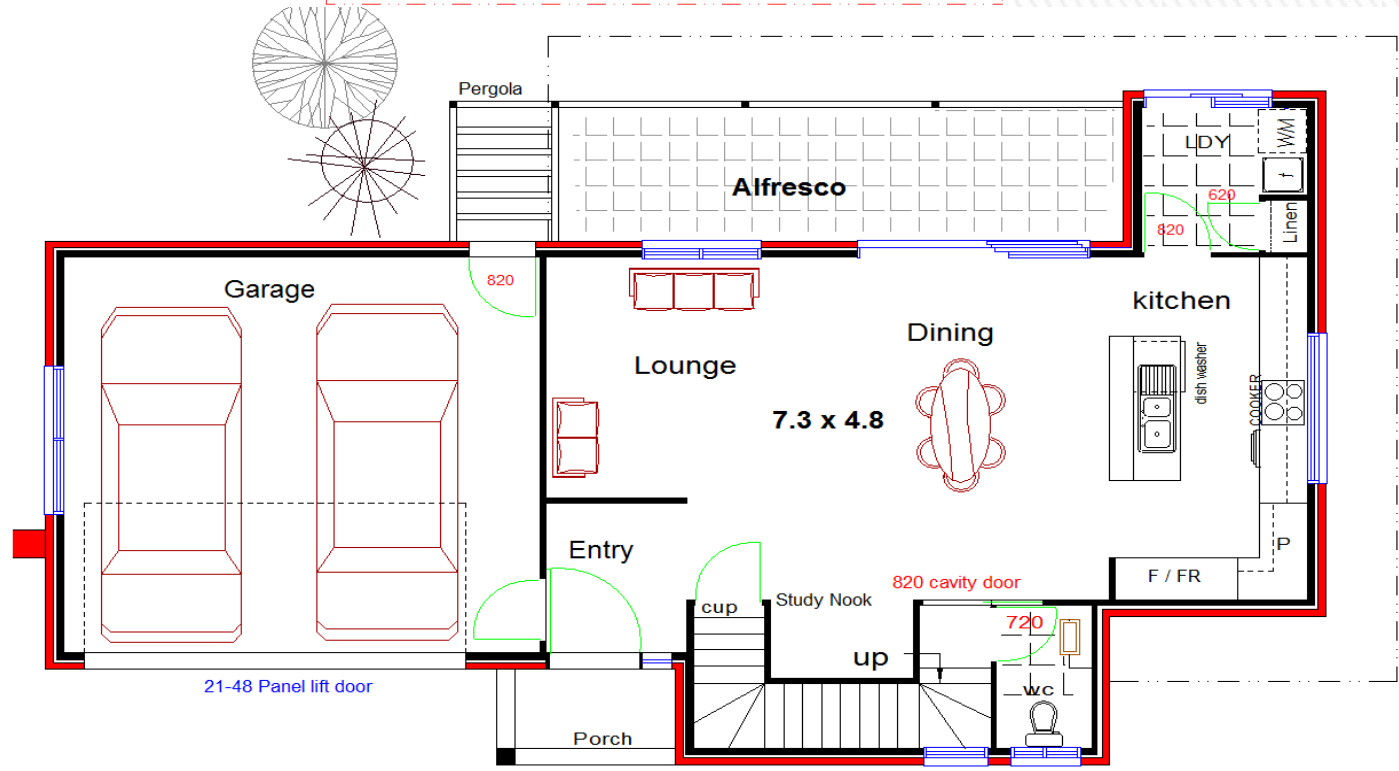 Pergola
LDY
WM
f
Alfresco
620
820
Linen
820
Garage
kitchen
Dining
Lounge
dish washer
COOKER
7.3 x 4.8
Entry
P
F / FR
820 cavity door
cup
Study Nook
720
up
wc
21-48 Panel lift door
Porch